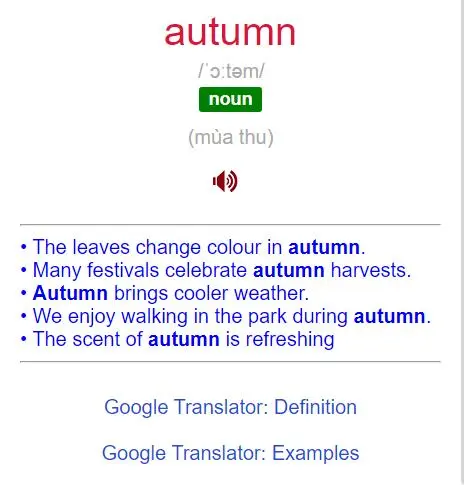 autumn
/ˈɔːtəm/
noun
(mùa thu)
• The leaves change colour in autumn.
• Many festivals celebrate autumn harvests.
• Autumn brings cooler weather.
• We enjoy walking in the park during autumn.
• The scent of autumn is refreshing
Google Translator: Definition
Google Translator: Examples